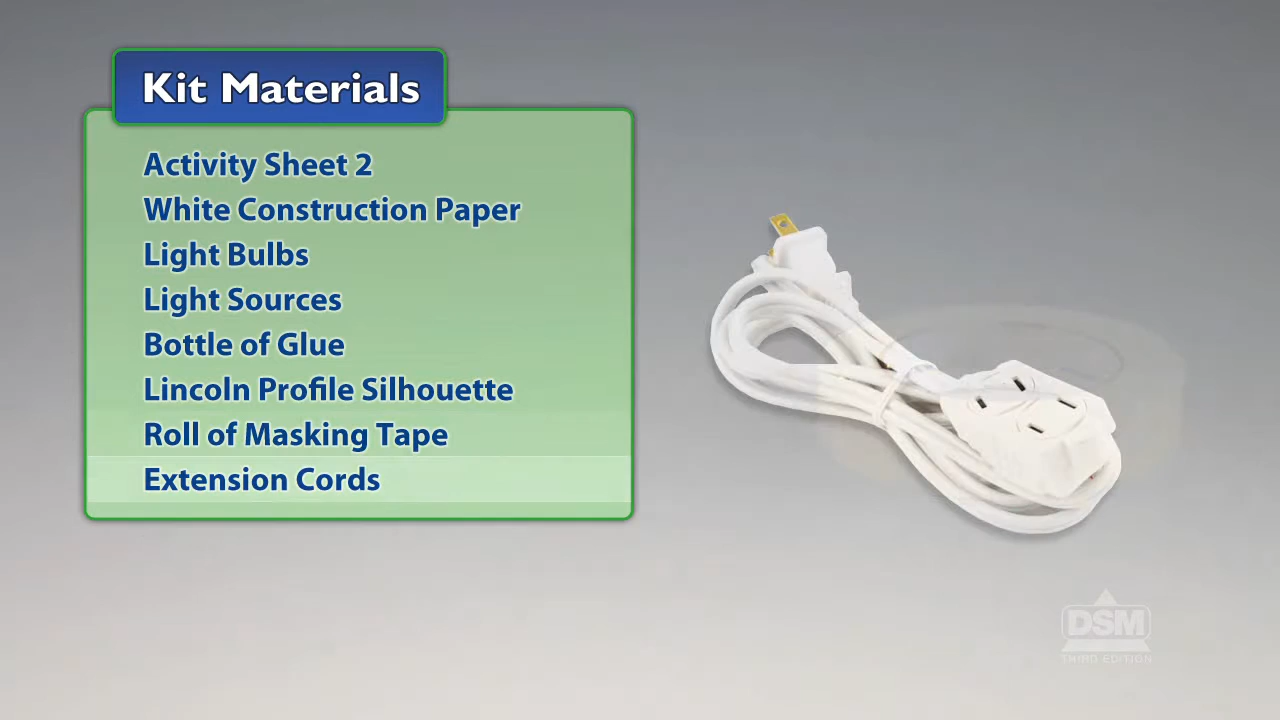 Kit Materials
Activity Sheet 2
White Construction Paper
Light Bulbs
Light Sources
Bottle of Glue
Lincoln Profile Silhouette
Roll of Masking Tape
Extension Cords
DSM
THIRD EDITION